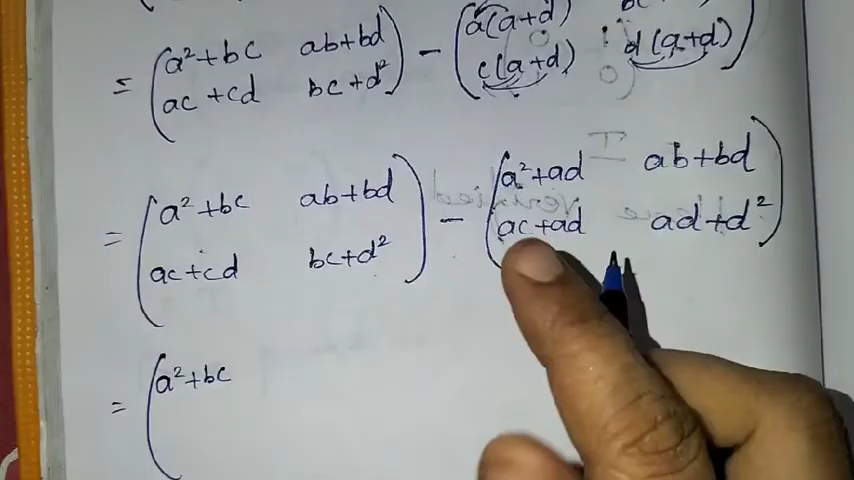 = (a²+bc ab+bd) - (a(a+d)
ac+cd bc+d² c(a+d) d(a+d))
= (a²+bc ab+bd) - (a²+ad ab+bd)
ac+cd bc+d² ac+ad ad+d²
= (a²+bc